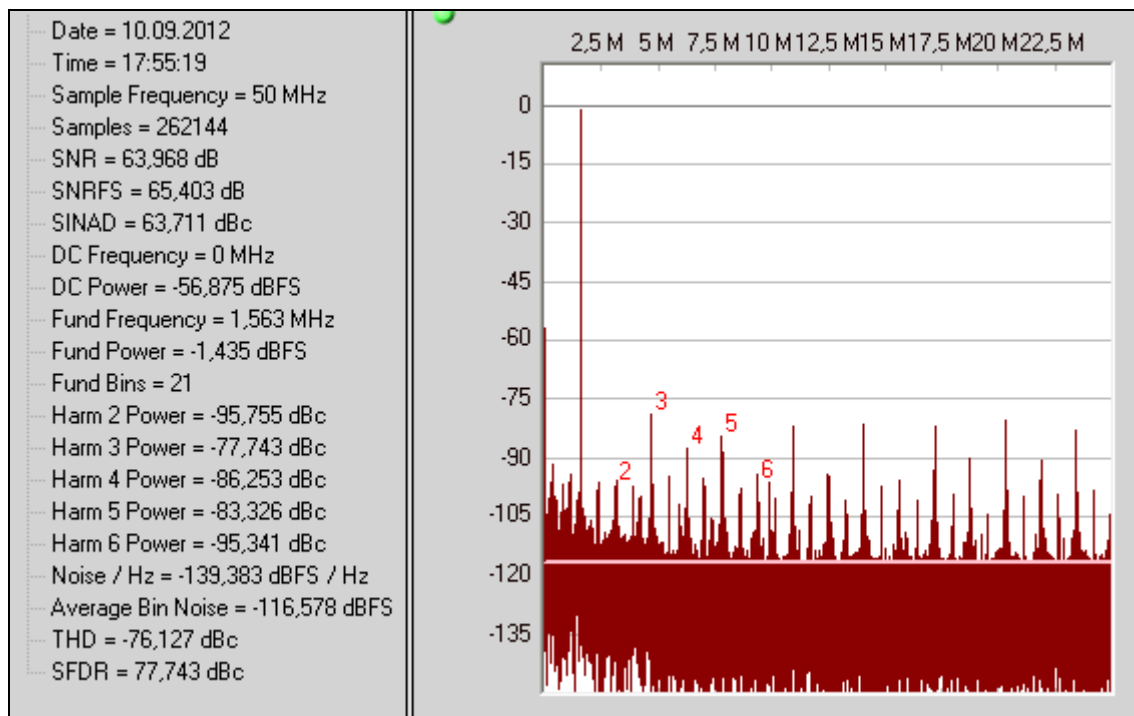 Date = 10.09.2012
Time = 17:55:19
Sample Frequency = 50 MHz
Samples = 262144
SNR = 63,968 dB
SNRFS = 65,403 dB
SINAD = 63,711 dBc
DC Frequency = 0 MHz
DC Power = -56,875 dBFS
Fund Frequency = 1,563 MHz
Fund Power = -1,435 dBFS
Fund Bins = 21
Harm 2 Power = -95,755 dBc
Harm 3 Power = -77,743 dBc
Harm 4 Power = -86,253 dBc
Harm 5 Power = -83,326 dBc
Harm 6 Power = -95,341 dBc
Noise / Hz = -139,383 dBFS / Hz
Average Bin Noise = -116,578 dBFS
THD = -76,127 dBc
SFDR = 77,743 dBc
2,5 M 5 M 7,5 M 10 M 12,5 M 15 M 17,5 M 20 M 22,5 M
0
-15
-30
-45
-60
-75
-90
-105
-120
-135
2
3
4
5
6